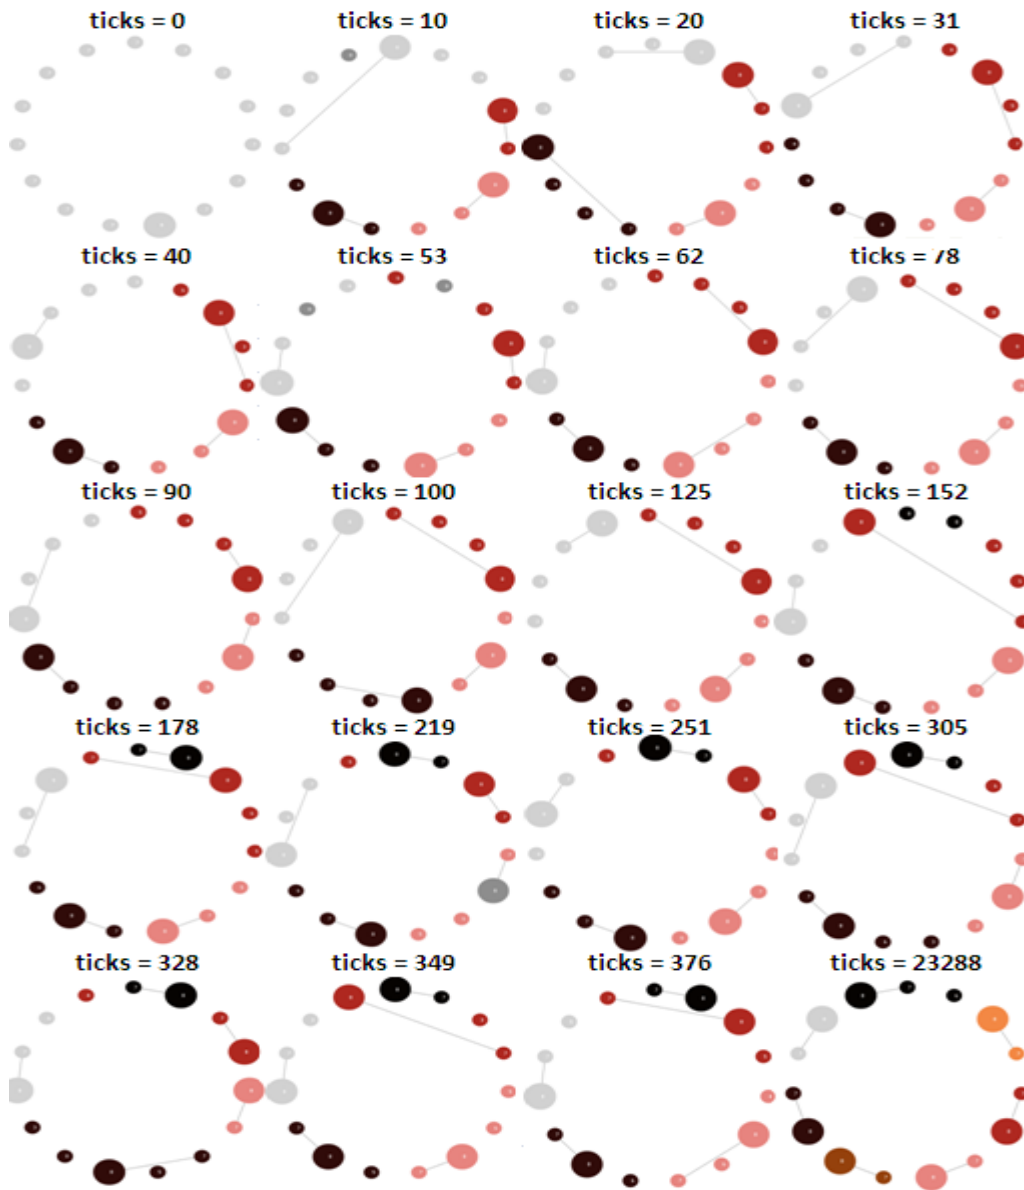 ticks = 0
ticks = 10
ticks = 20
ticks = 31
ticks = 40
ticks = 53
ticks = 62
ticks = 78
ticks = 90
ticks = 100
ticks = 125
ticks = 152
ticks = 178
ticks = 219
ticks = 251
ticks = 305
ticks = 328
ticks = 349
ticks = 376
ticks = 23288